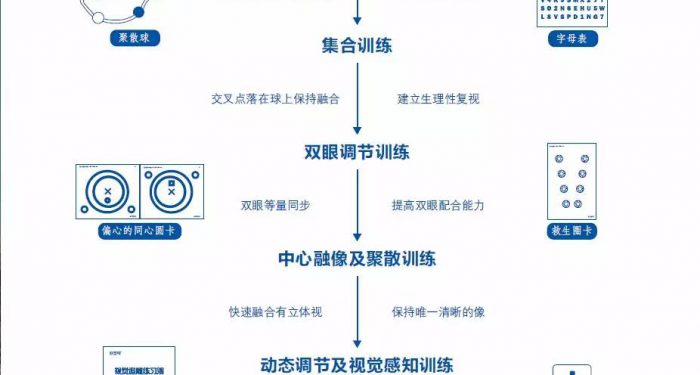 SO2N6EHU5W
L8VSPD1NG7
聚散球
字母表
集合训练
交叉点落在球上保持融合
建立生理性复视
双眼调节训练
双眼等量同步
提高双眼配合能力
偏心的同心圆卡
救生圈卡
中心融像及聚散训练
快速融合有立体视
保持唯一清晰的像
动态调节及视觉感知训练